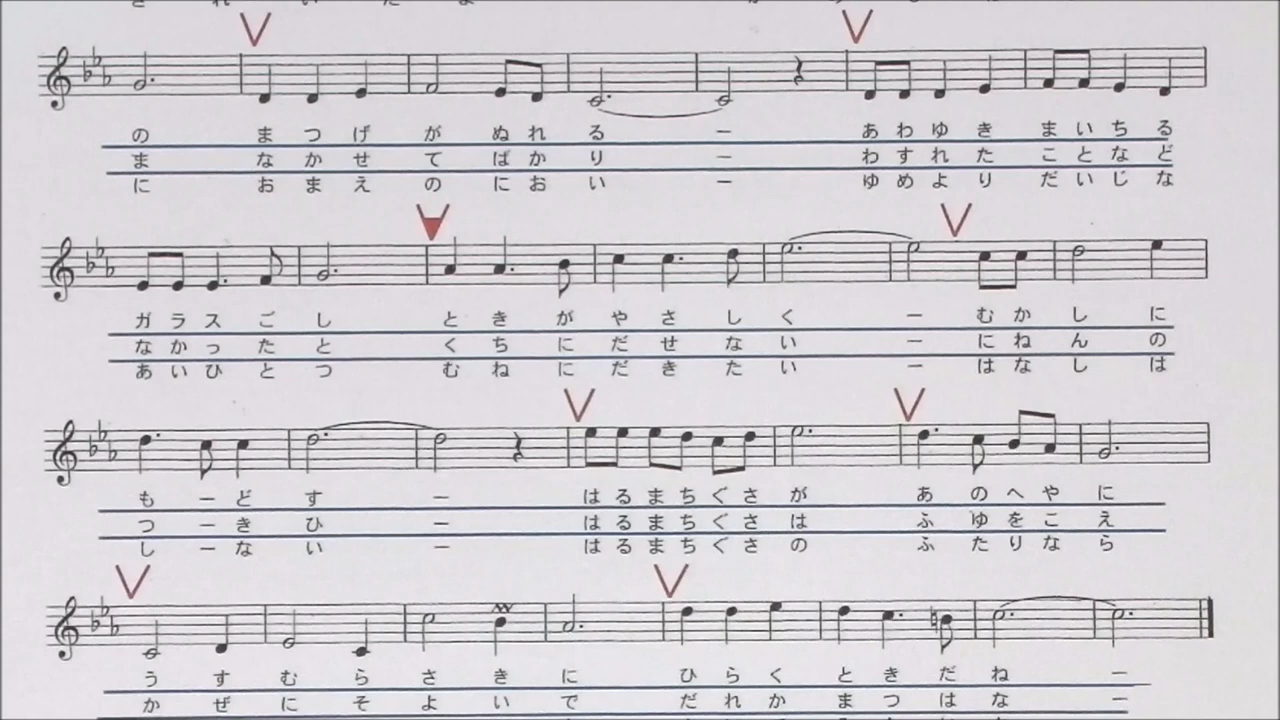 の まつげ が ぬれ る ー あわゆき まいちる
ま なかせ て ばか り ー わすれた ことなど
に おまえ の にお い ー ゆめより だいじな
ガラスご し ときが やさし く ー むか しに
なかった と くちに だせな い ー にね んの
あいひと つ むねに だきた い ー はな しは
もーど す ー はるまちぐさ が あのへや に
つーき ひ ー はるまちぐさ は ふゆをこ え
しーな い ー はるまちぐさ の ふたりな ら
うす むら さき に ひらく ときだ ね ー
かぜ にそ よい で だれか まつは な ー